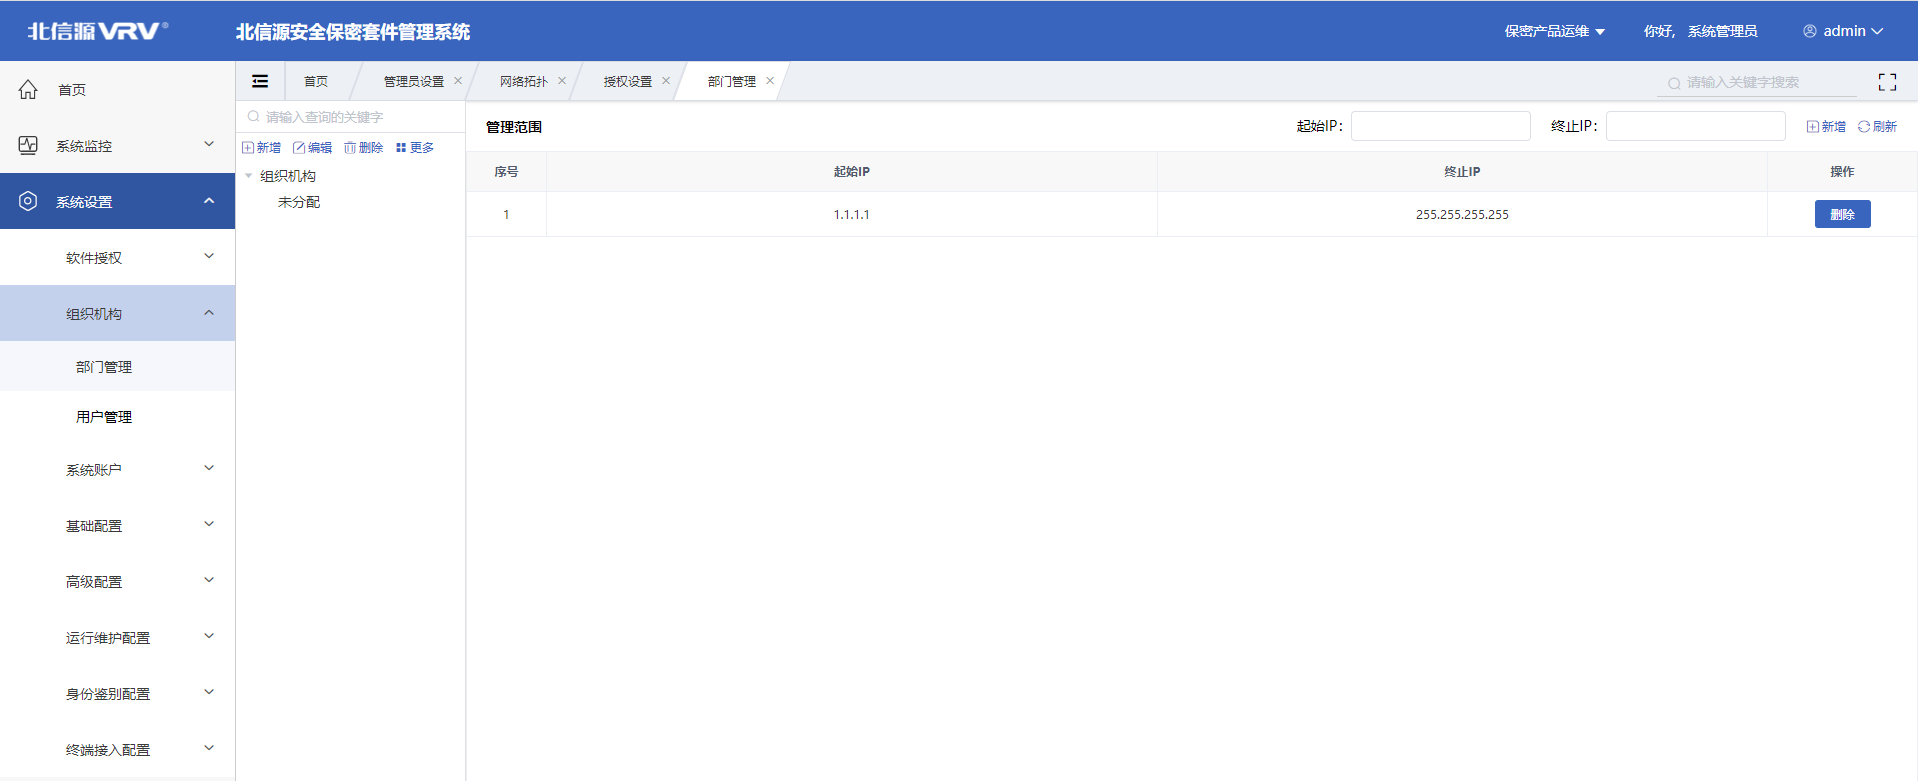 北信源VRV®
北信源安全保密套件管理系统
保密产品运维
你好, 系统管理员
admin
首页
系统监控
系统设置
软件授权
组织机构
部门管理
用户管理
系统账户
基础配置
高级配置
运行维护配置
身份鉴别配置
终端接入配置
首页 管理员设置 网络拓扑 授权设置 部门管理
请输入关键字搜索
请输入查询的关键字
新增 编辑 删除 更多
组织机构
未分配
管理范围 起始IP: 终止IP: 新增 刷新
序号 起始IP 终止IP 操作
1 1.1.1.1 255.255.255.255 删除